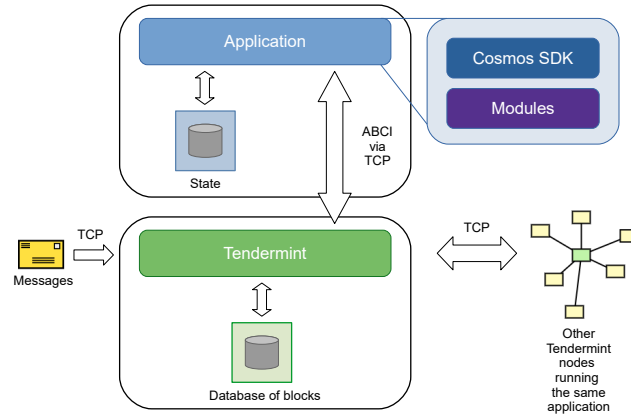 Application
Cosmos SDK
Modules
ABCI
via
TCP
State
TCP
Messages
Tendermint
Database of blocks
TCP
Other
Tendermint
nodes
running
the same
application